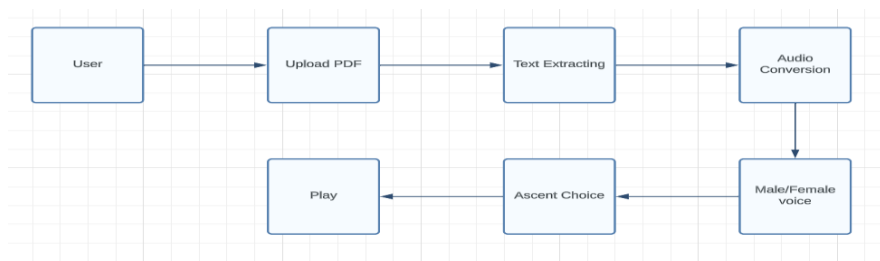 User
Upload PDF
Text Extracting
Audio
Conversion
Male/Female
voice
Ascent Choice
Play